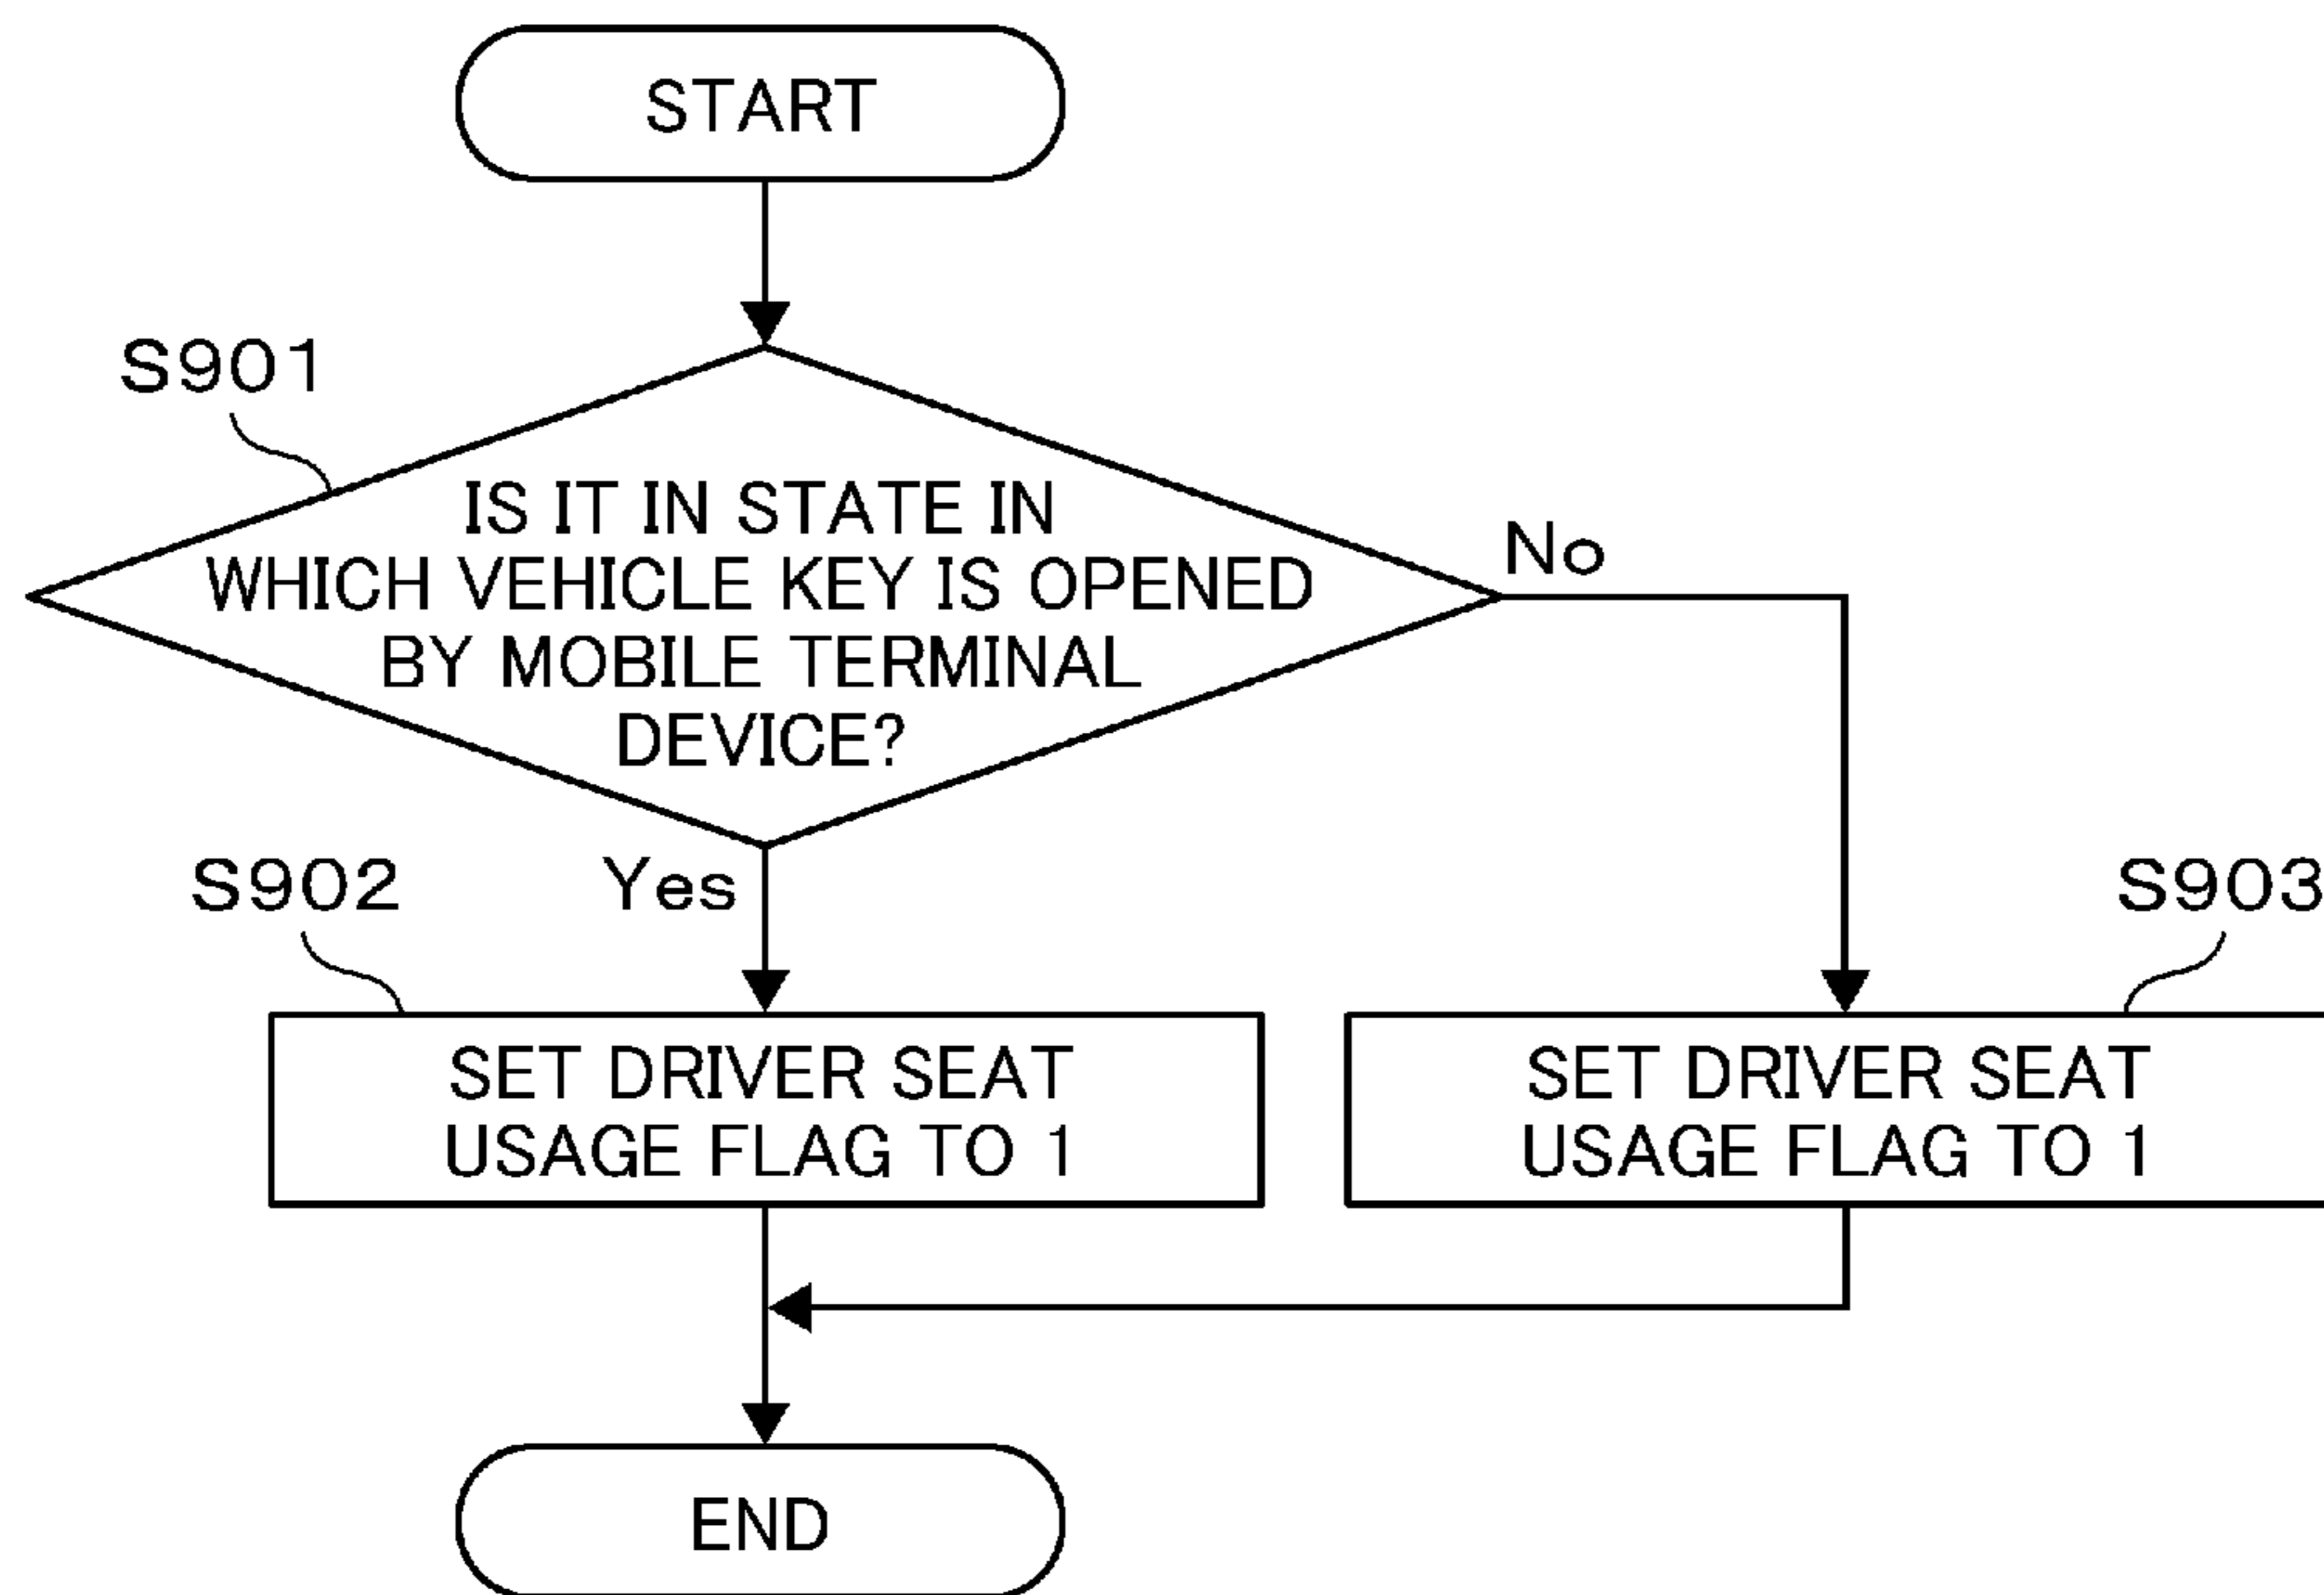 START
S901
IS IT IN STATE IN
WHICH VEHICLE KEY IS OPENED
BY MOBILE TERMINAL
DEVICE?
No
Yes
S902
SET DRIVER SEAT
USAGE FLAG TO 1
S903
SET DRIVER SEAT
USAGE FLAG TO 1
END